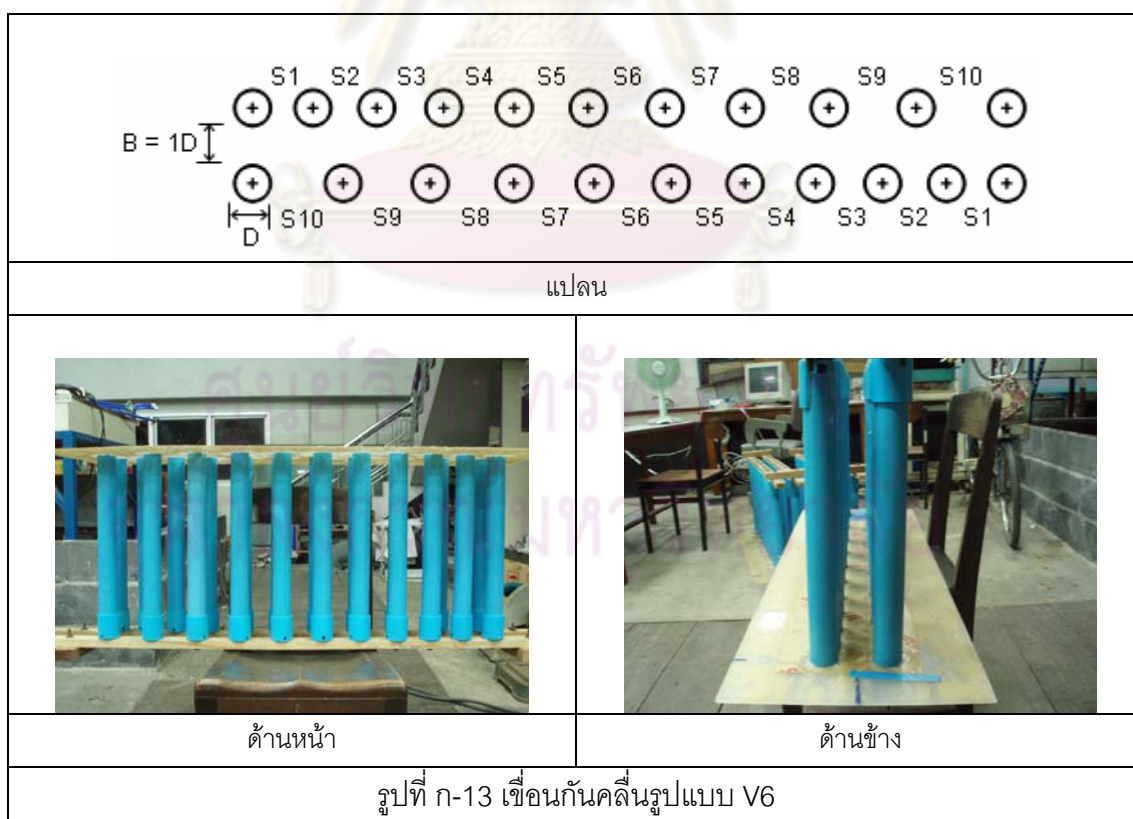 S1 S2 S3 S4 S5 S6 S7 S8 S9 S10
B = 1D
S10 S9 S8 S7 S6 S5 S4 S3 S2 S1
D
แปลน
ด้านหน้า
ด้านข้าง
รูปที่ ก-13 เขื่อนกันคลื่นรูปแบบ V6